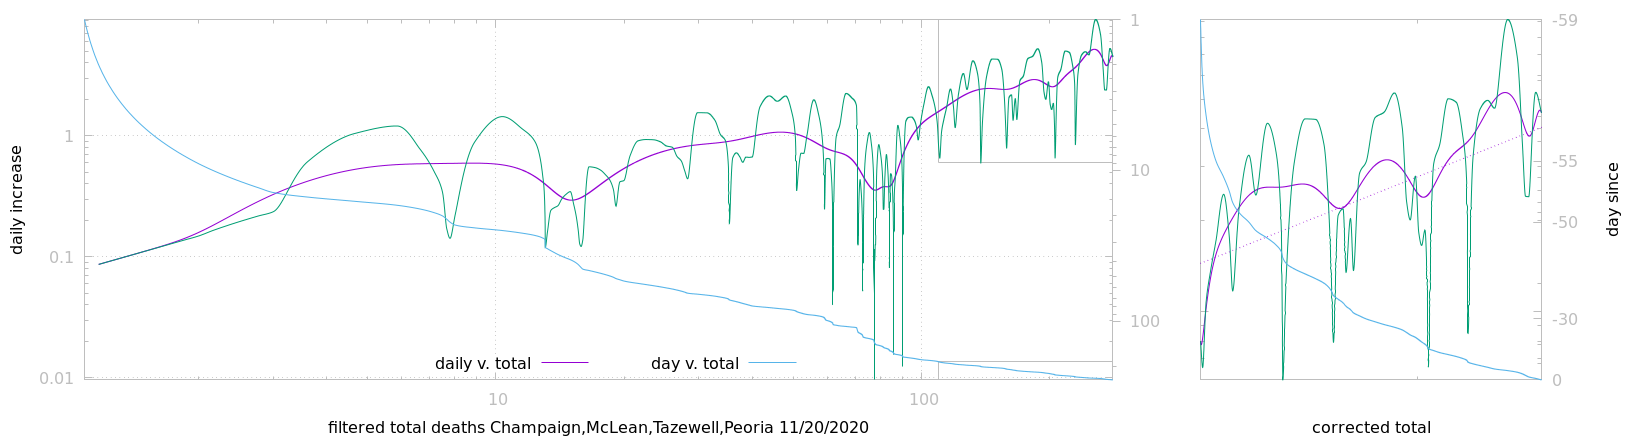 daily increase
1
0.1
0.01
10
100
1
10
100
daily v. total
day v. total
filtered total deaths Champaign,McLean,Tazewell,Peoria 11/20/2020
-59
-55
-50
-30
0
day since
corrected total